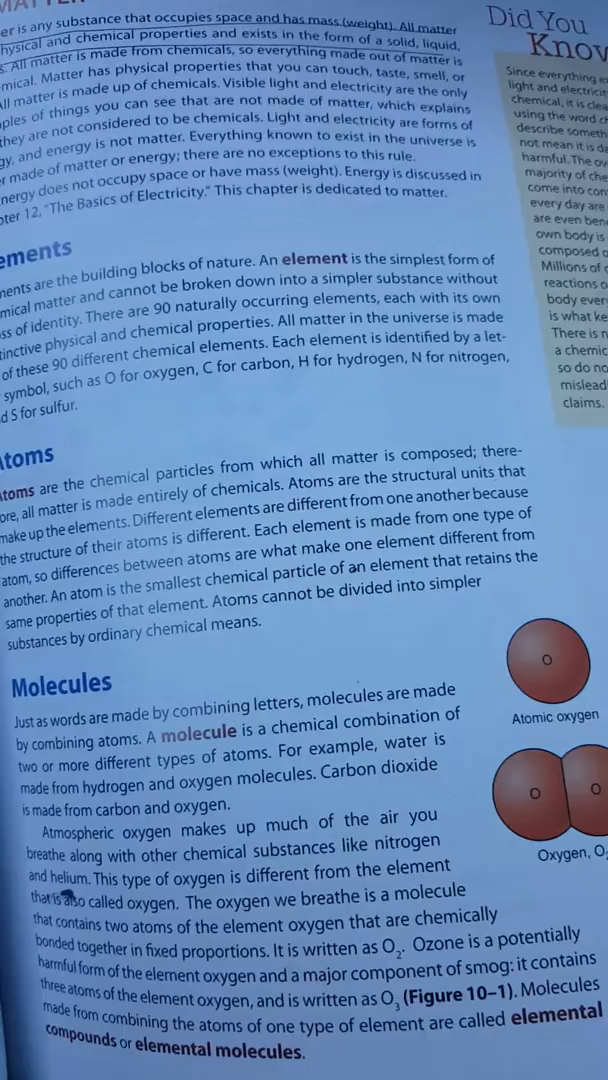 er is any substance that occupies space and has mass (weight). All matter
hysical and chemical properties and exists in the form of a solid, liquid,
s. All matter is made from chemicals, so everything made out of matter is
mical. Matter has physical properties that you can touch, taste, smell, or
All matter is made up of chemicals. Visible light and electricity are the only
ples of things you can see that are not made of matter, which explains
they are not considered to be chemicals. Light and electricity are forms of
gy, and energy is not matter. Everything known to exist in the universe is
r made of matter or energy; there are no exceptions to this rule.
nergy does not occupy space or have mass (weight). Energy is discussed in
pter 12, “The Basics of Electricity.” This chapter is dedicated to matter.
ements
ments are the building blocks of nature. An element is the simplest form of
mical matter and cannot be broken down into a simpler substance without
ss of identity. There are 90 naturally occurring elements, each with its own
tinctive physical and chemical properties. All matter in the universe is made
of these 90 different chemical elements. Each element is identified by a let-
symbol, such as O for oxygen, C for carbon, H for hydrogen, N for nitrogen,
d S for sulfur.
Atoms
Atoms are the chemical particles from which all matter is composed; there-
ore, all matter is made entirely of chemicals. Atoms are the structural units that
make up the elements. Different elements are different from one another because
the structure of their atoms is different. Each element is made from one type of
atom, so differences between atoms are what make one element different from
another. An atom is the smallest chemical particle of an element that retains the
same properties of that element. Atoms cannot be divided into simpler
substances by ordinary chemical means.
Molecules
Just as words are made by combining letters, molecules are made
by combining atoms. A molecule is a chemical combination of
two or more different types of atoms. For example, water is
made from hydrogen and oxygen molecules. Carbon dioxide
is made from carbon and oxygen.
Atmospheric oxygen makes up much of the air you
breathe along with other chemical substances like nitrogen
and helium. This type of oxygen is different from the element
that is also called oxygen. The oxygen we breathe is a molecule
that contains two atoms of the element oxygen that are chemically
bonded together in fixed proportions. It is written as O₂. Ozone is a potentially
harmful form of the element oxygen and a major component of smog: it contains
three atoms of the element oxygen, and is written as O₃ (Figure 10–1). Molecules
made from combining the atoms of one type of element are called elemental
compounds or elemental molecules.
Did You
Know
Since everything e
light and electricit
chemical, it is clea
using the word ch
describe someth
not mean it is da
harmful. The ov
majority of che
come into con
every day are
are even bene
own body is
composed o
Millions of c
reactions o
body ever
is what ke
There is n
a chemic
so do no
mislead
claims.
O
Atomic oxygen
O O
Oxygen, O₂